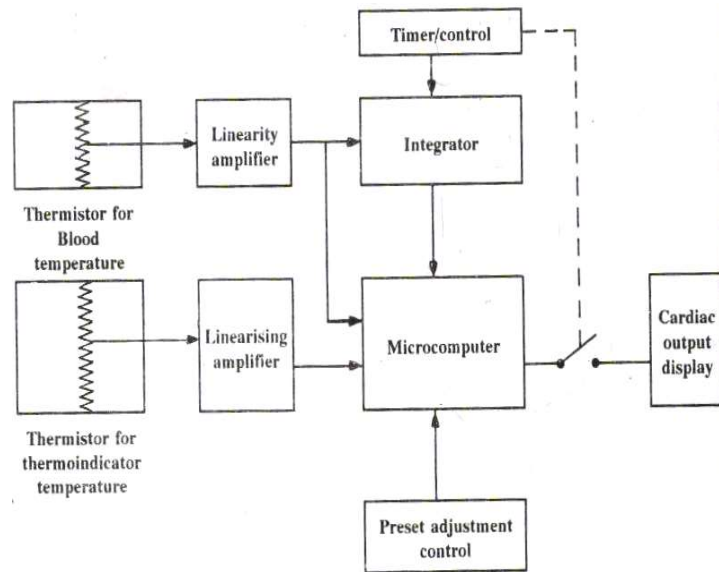 Timer/control
Linearity
amplifier
Integrator
Thermistor for
Blood
temperature
Linearising
amplifier
Microcomputer
Cardiac
output
display
Thermistor for
thermoindicator
temperature
Preset adjustment
control